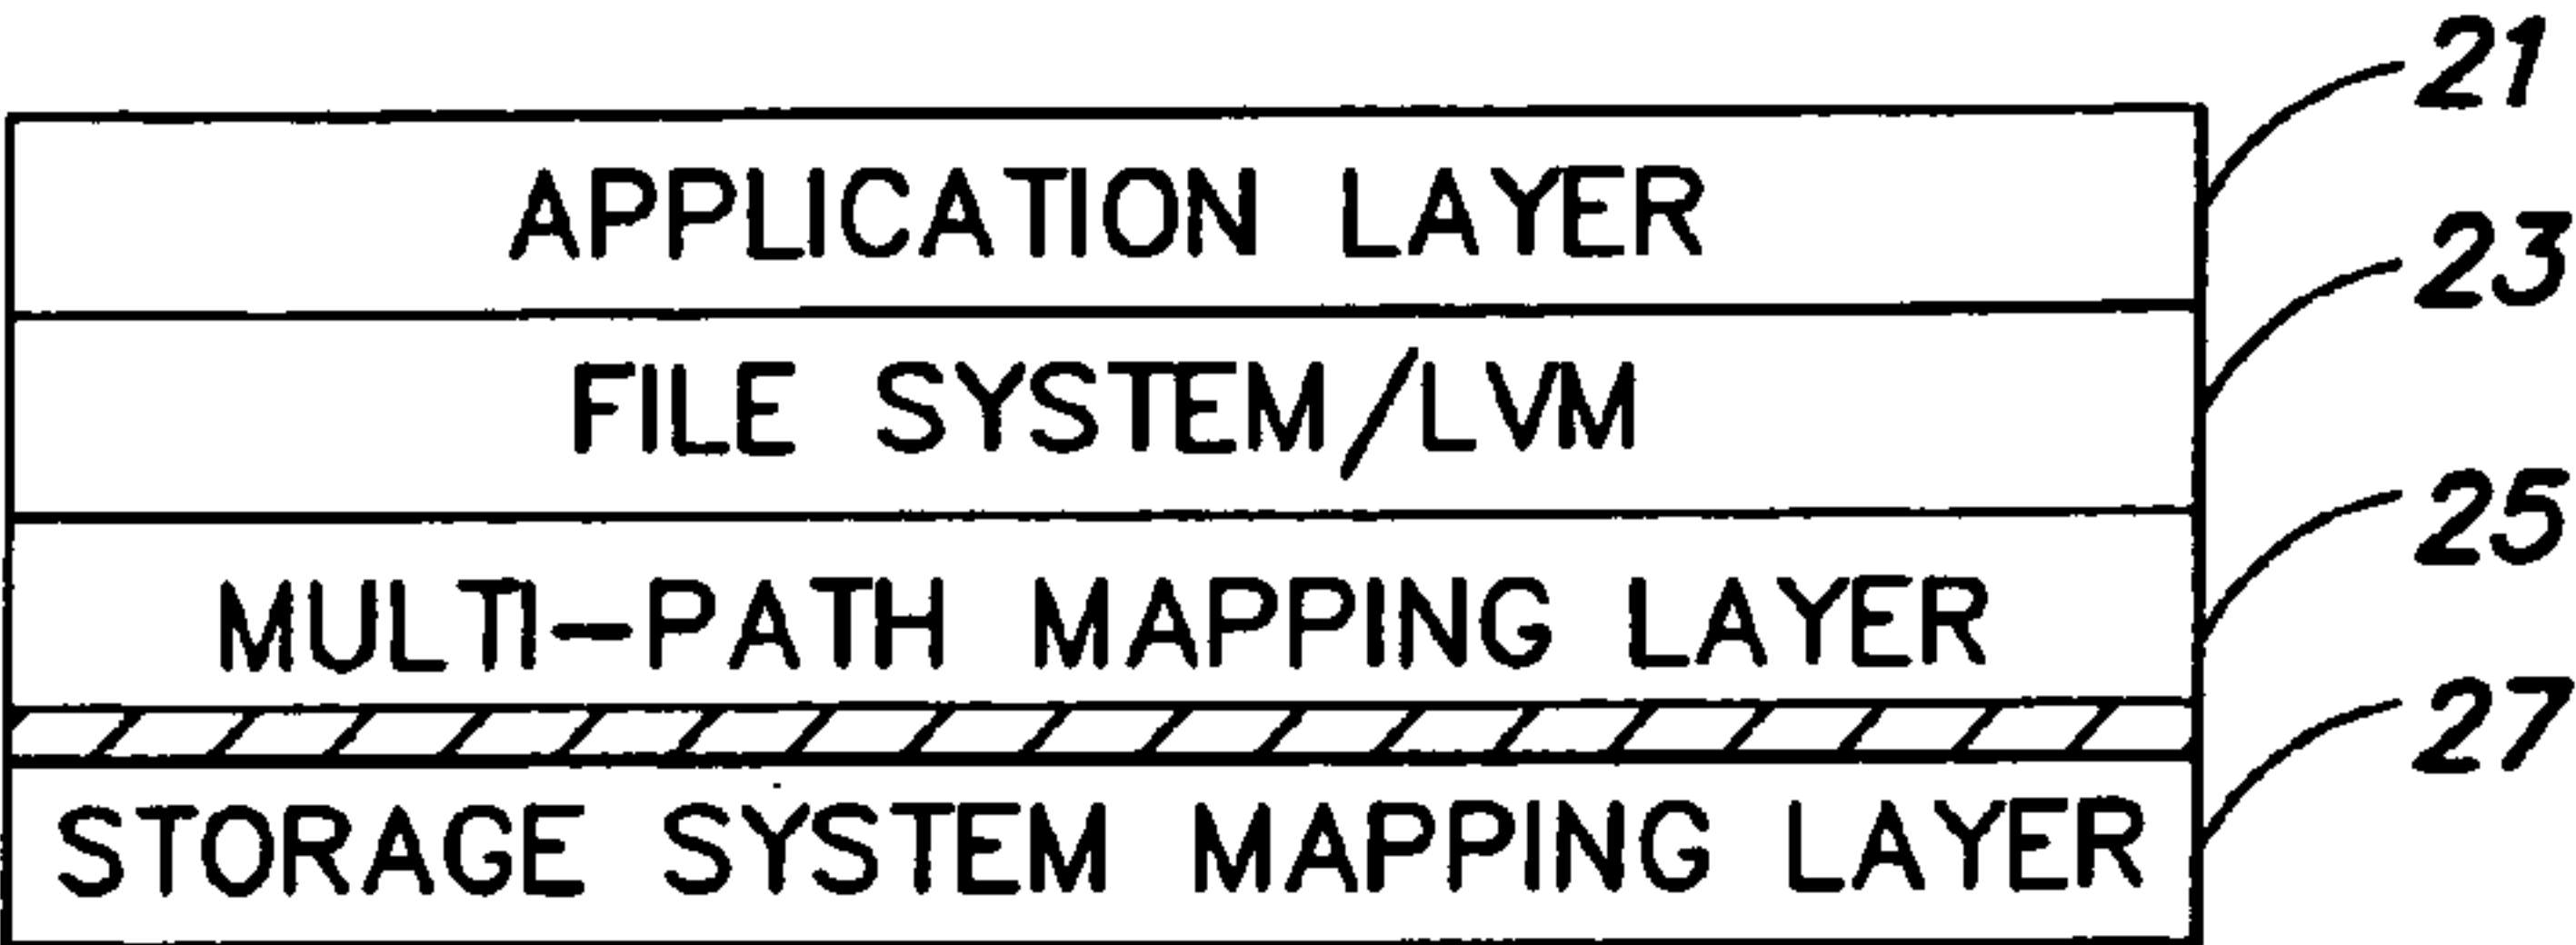 21
APPLICATION LAYER
23
FILE SYSTEM/LVM
25
MULTI-PATH MAPPING LAYER
27
STORAGE SYSTEM MAPPING LAYER